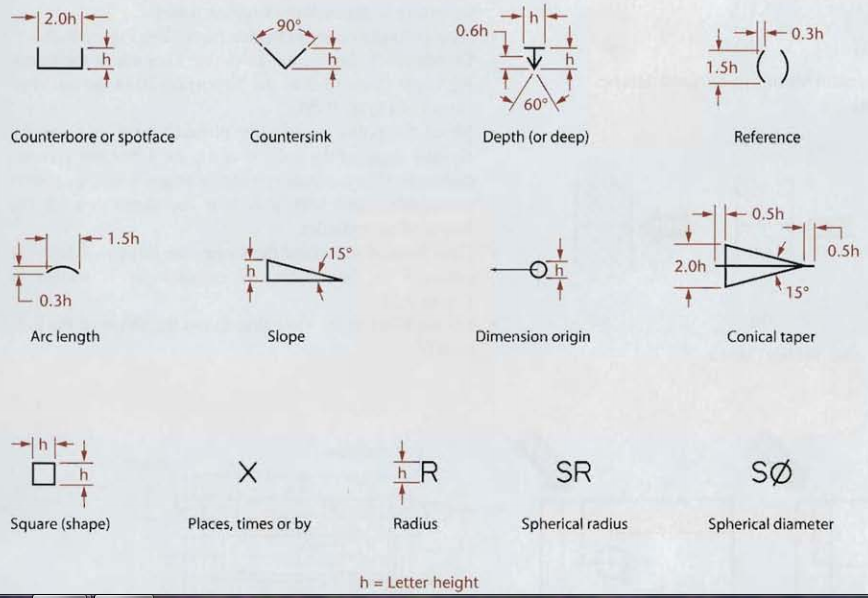 2.0h
h
90°
h
h
0.6h
h
60°
0.3h
1.5h
Counterbore or spotface
Countersink
Depth (or deep)
Reference
1.5h
0.3h
h
15°
h
0.5h
0.5h
2.0h
15°
Arc length
Slope
Dimension origin
Conical taper
h
h
X
h
R
SR
SØ
Square (shape)
Places, times or by
Radius
Spherical radius
Spherical diameter
h = Letter height